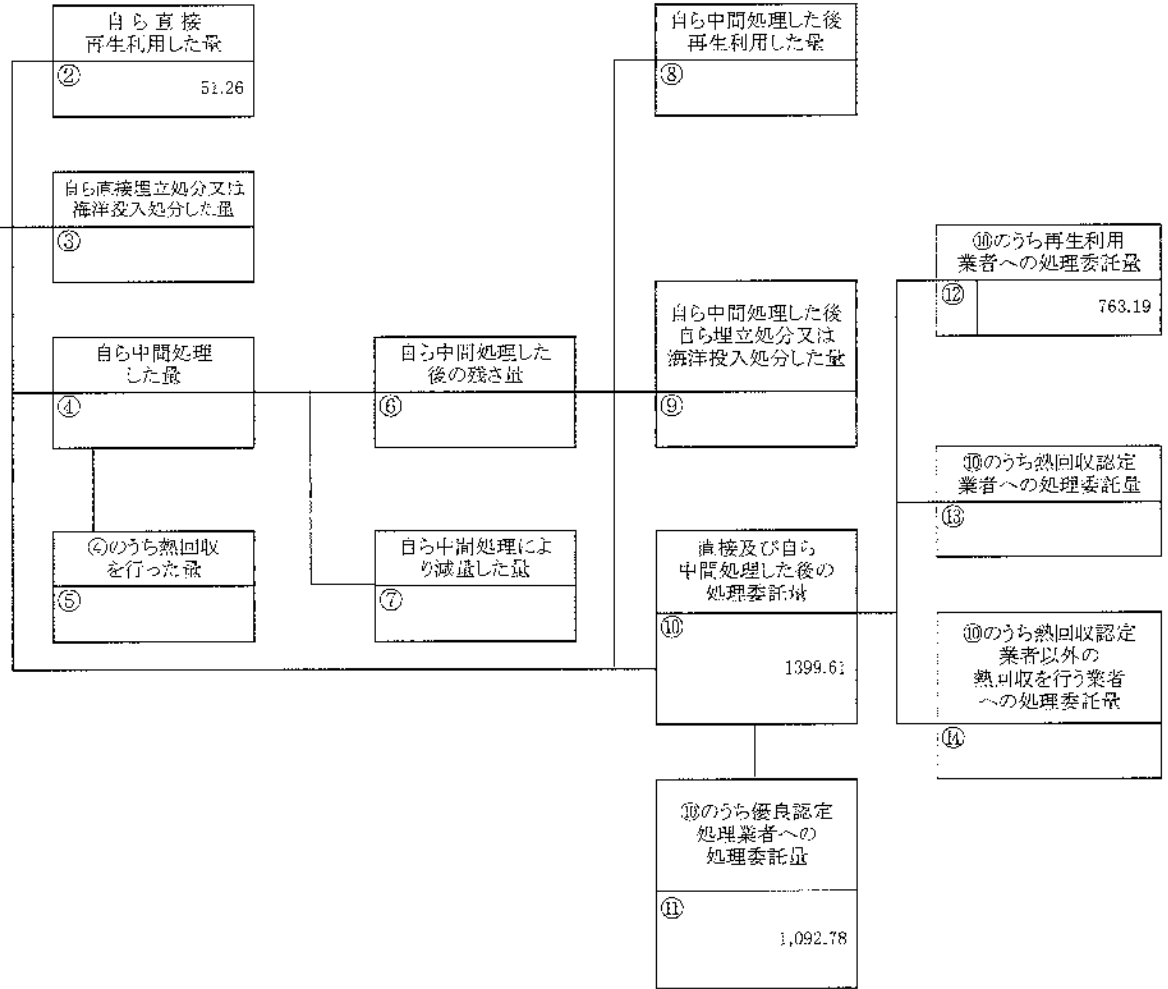 自ら直接
再生利用した量
②
51.26
自ら直接埋立処分又は
海洋投入処分した量
③
自ら中間処理
した量
④
④のうち熱回収
を行った量
⑤
自ら中間処理した
後の残さ量
⑥
自ら中間処理によ
り減量した量
⑦
自ら中間処理した後
再生利用した量
⑧
自ら中間処理した後
自ら埋立処分又は
海洋投入処分した量
⑨
直接及び自ら
中間処理した後の
処理委託量
⑩
1399.61
⑩のうち優良認定
処理業者への
処理委託量
⑪
1,092.78
⑩のうち再生利用
業者への処理委託量
⑫
763.19
⑩のうち熱回収認定
業者への処理委託量
⑬
⑩のうち熱回収認定
業者以外の
熱回収を行う業者
への処理委託量
⑭